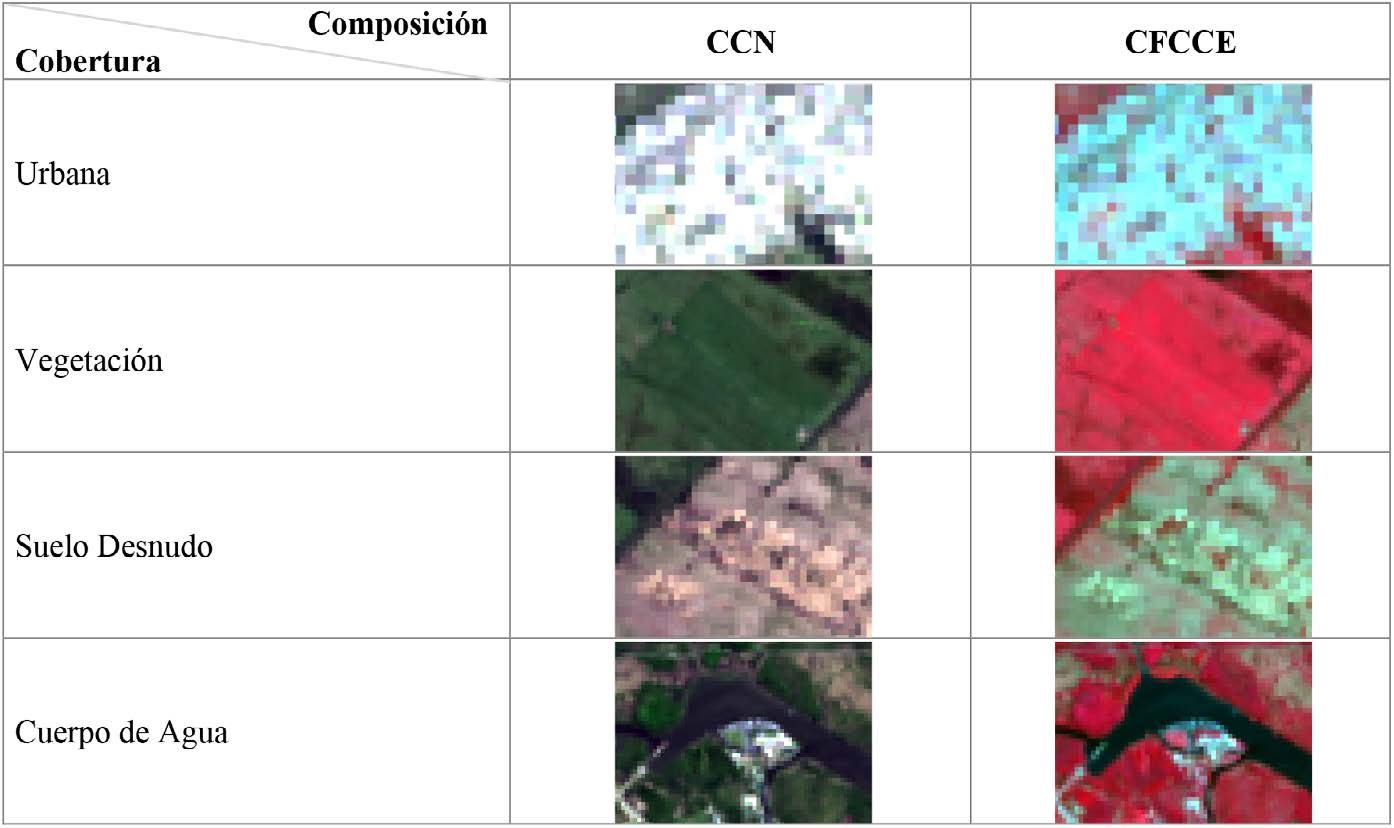 Composición
Cobertura
CCN
CFCCE
Urbana
Vegetación
Suelo Desnudo
Cuerpo de Agua